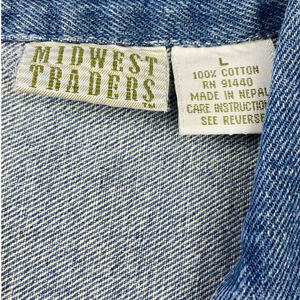 MIDWEST
TRADERS
TM
L
100% COTTON
RN 91440
MADE IN NEPAL
CARE INSTRUCTION
SEE REVERSE